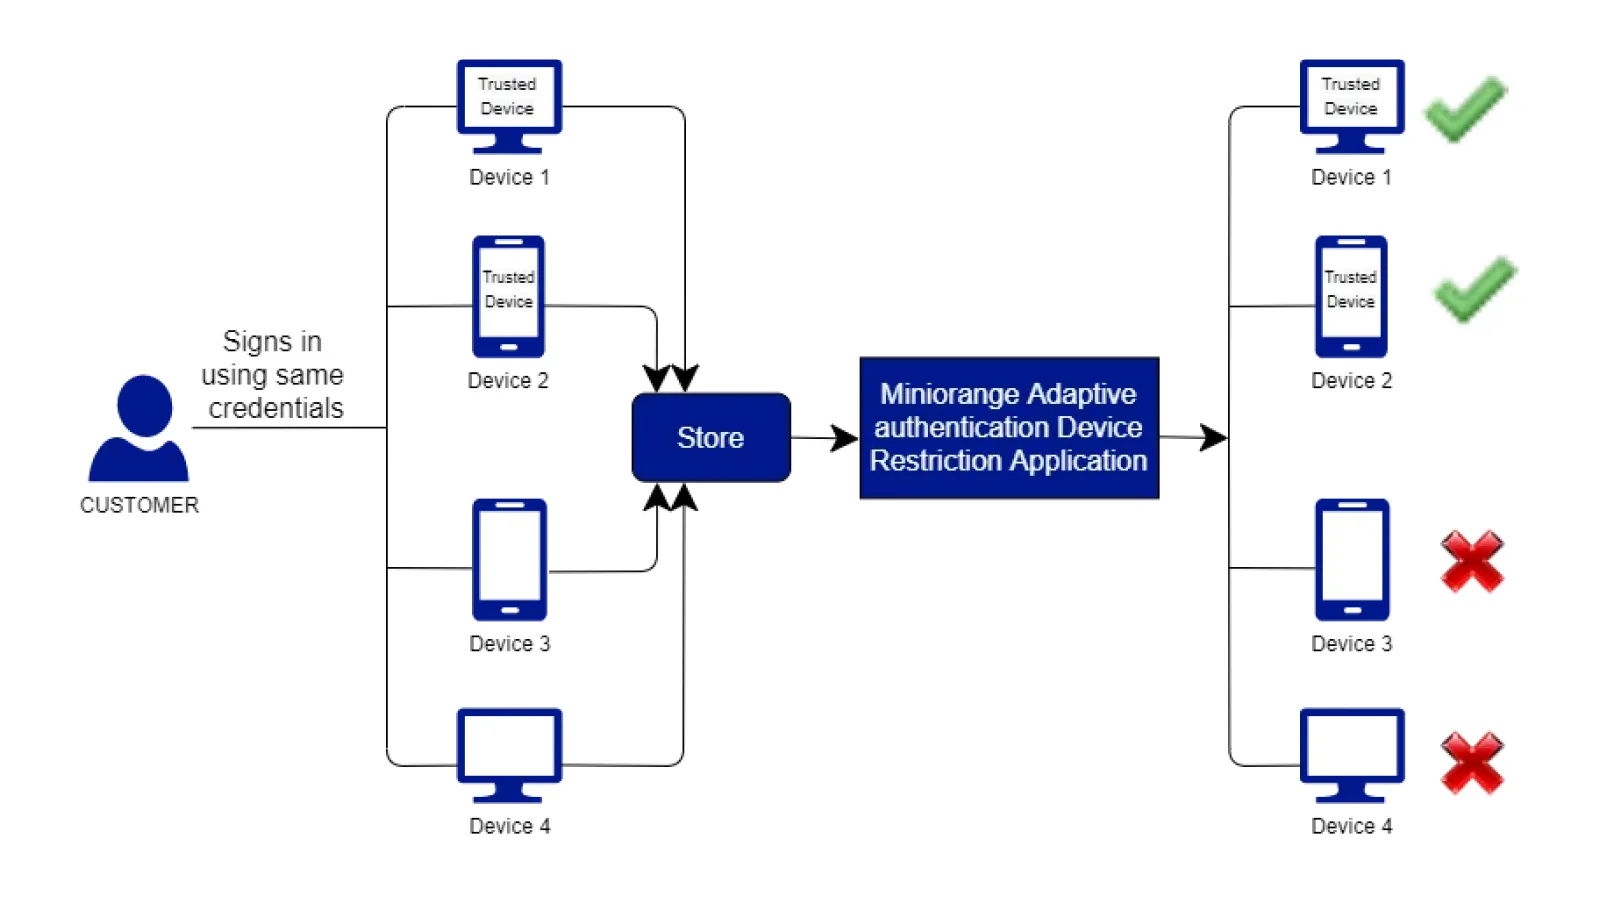 Trusted
Device
Device 1
Trusted
Device
Device 2
Signs in
using same
credentials
CUSTOMER
Device 3
Device 4
Store
Miniorange Adaptive
authentication Device
Restriction Application
Trusted
Device
Device 1
Trusted
Device
Device 2
Device 3
Device 4